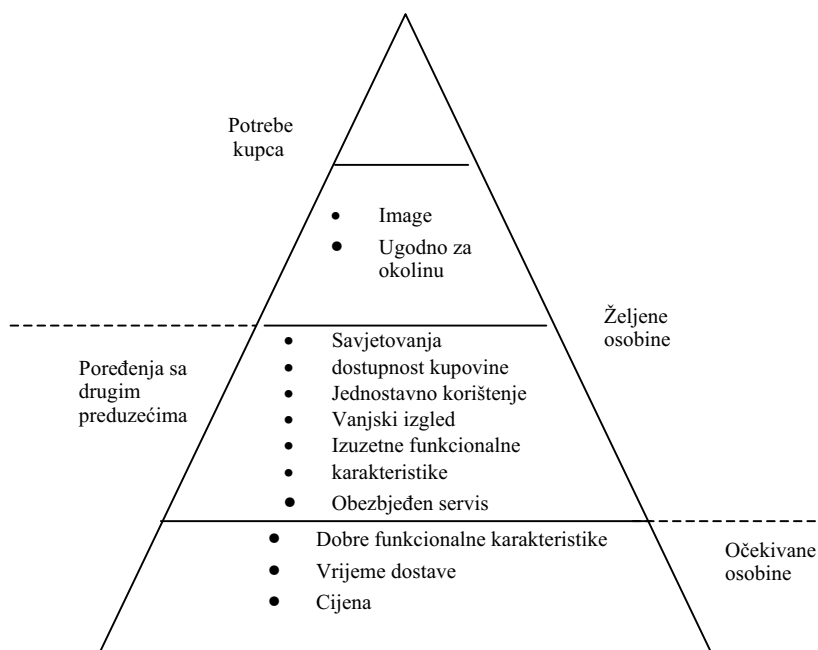 Potrebe
kupca
Image
Ugodno za
okolinu
Željene
osobine
Poređenja sa
drugim
preduzećima
Savjetovanja
dostupnost kupovine
Jednostavno korištenje
Vanjski izgled
Izuzetne funkcionalne
karakteristike
Obezbjeđen servis
Dobre funkcionalne karakteristike
Vrijeme dostave
Cijena
Očekivane
osobine